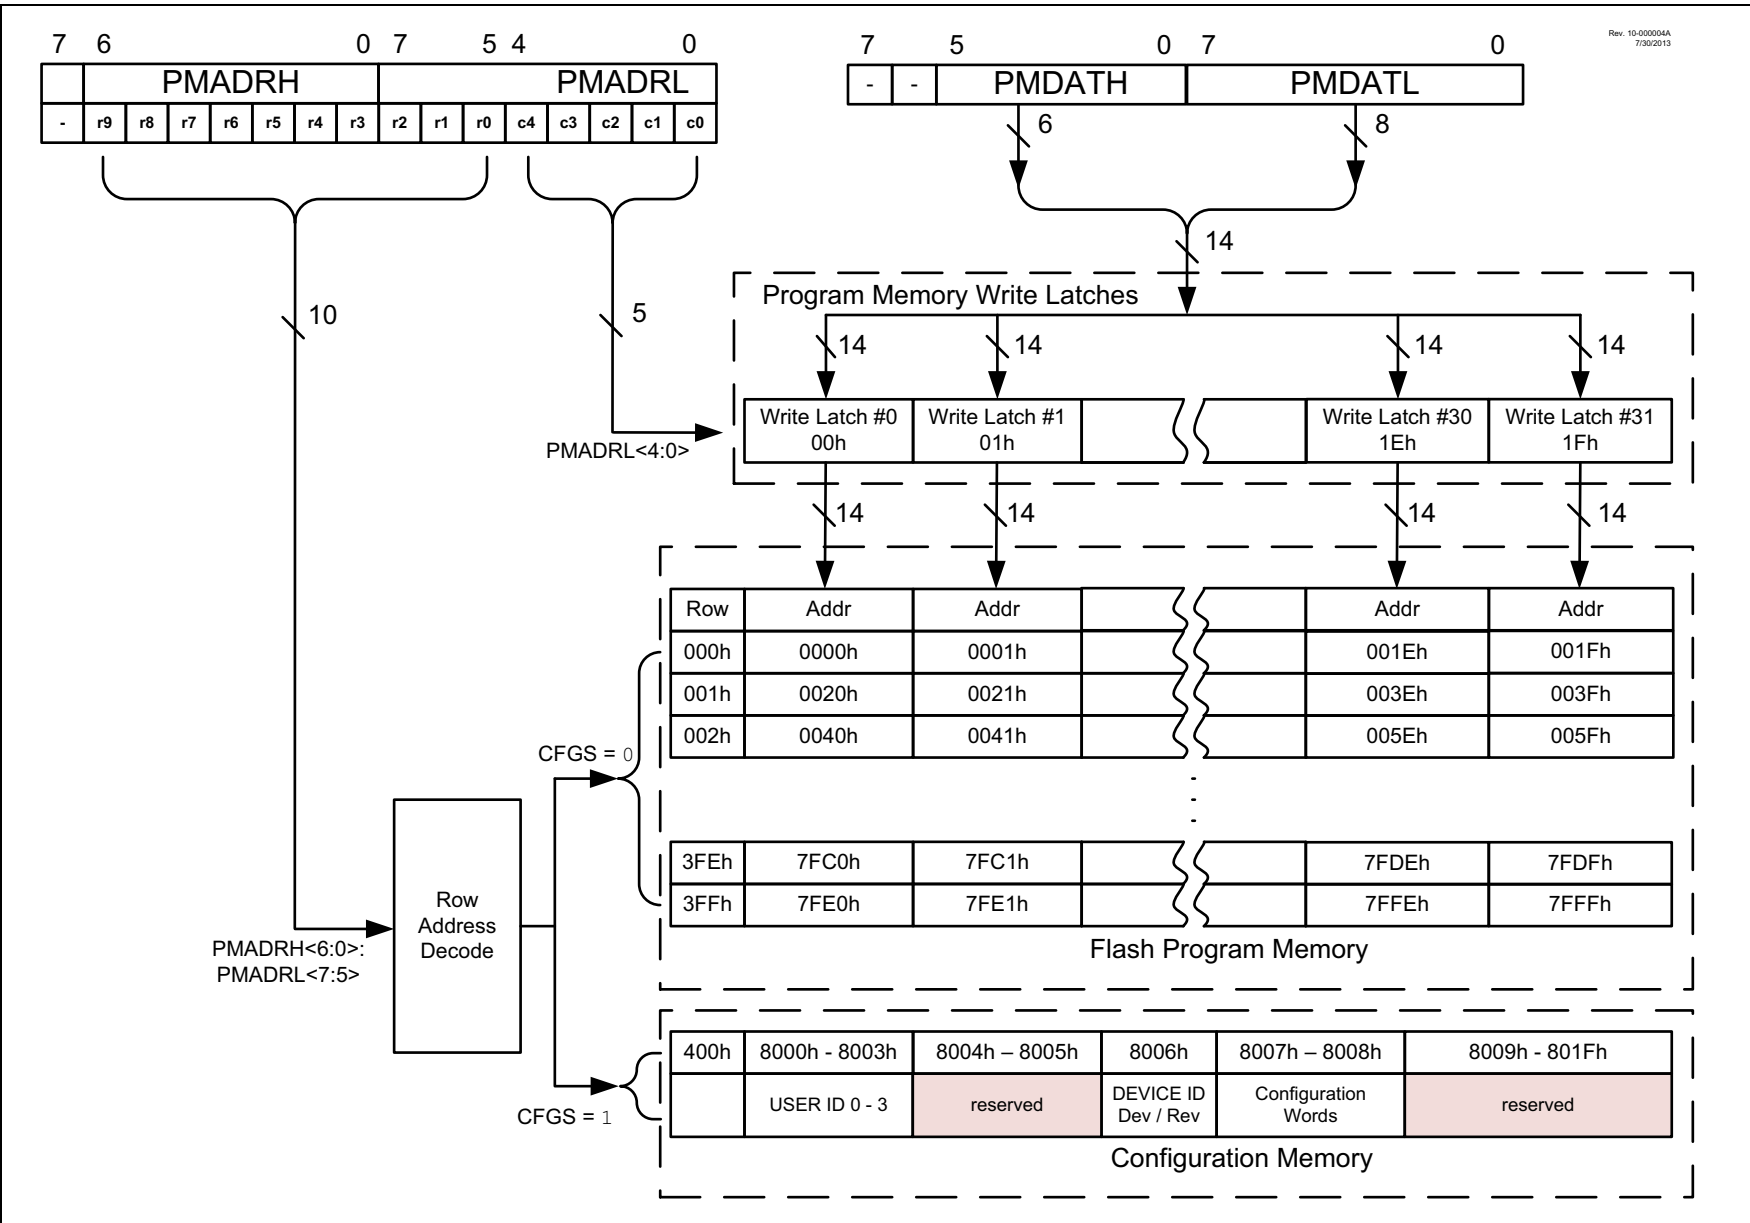 Rev. 10-000004A
7/30/2013
7 6 0 7 5 4 0
PMADRH PMADRL
- r9 r8 r7 r6 r5 r4 r3 r2 r1 r0 c4 c3 c2 c1 c0
7 5 0 7 0
- - PMDATH PMDATL
6 8
14
10
5
Program Memory Write Latches
14 14 14 14
Write Latch #0 Write Latch #1 Write Latch #30 Write Latch #31
00h 01h 1Eh 1Fh
PMADRL<4:0>
14 14 14 14
Row Addr Addr Addr Addr
000h 0000h 0001h 001Eh 001Fh
001h 0020h 0021h 003Eh 003Fh
002h 0040h 0041h 005Eh 005Fh
CFGS = 0
3FEh 7FC0h 7FC1h 7FDEh 7FDFh
3FFh 7FE0h 7FE1h 7FFEh 7FFFh
Flash Program Memory
Row
Address
Decode
PMADRH<6:0>:
PMADRL<7:5>
400h 8000h - 8003h 8004h – 8005h 8006h 8007h – 8008h 8009h - 801Fh
USER ID 0 - 3 reserved DEVICE ID Configuration reserved
Dev / Rev Words
CFGS = 1
Configuration Memory